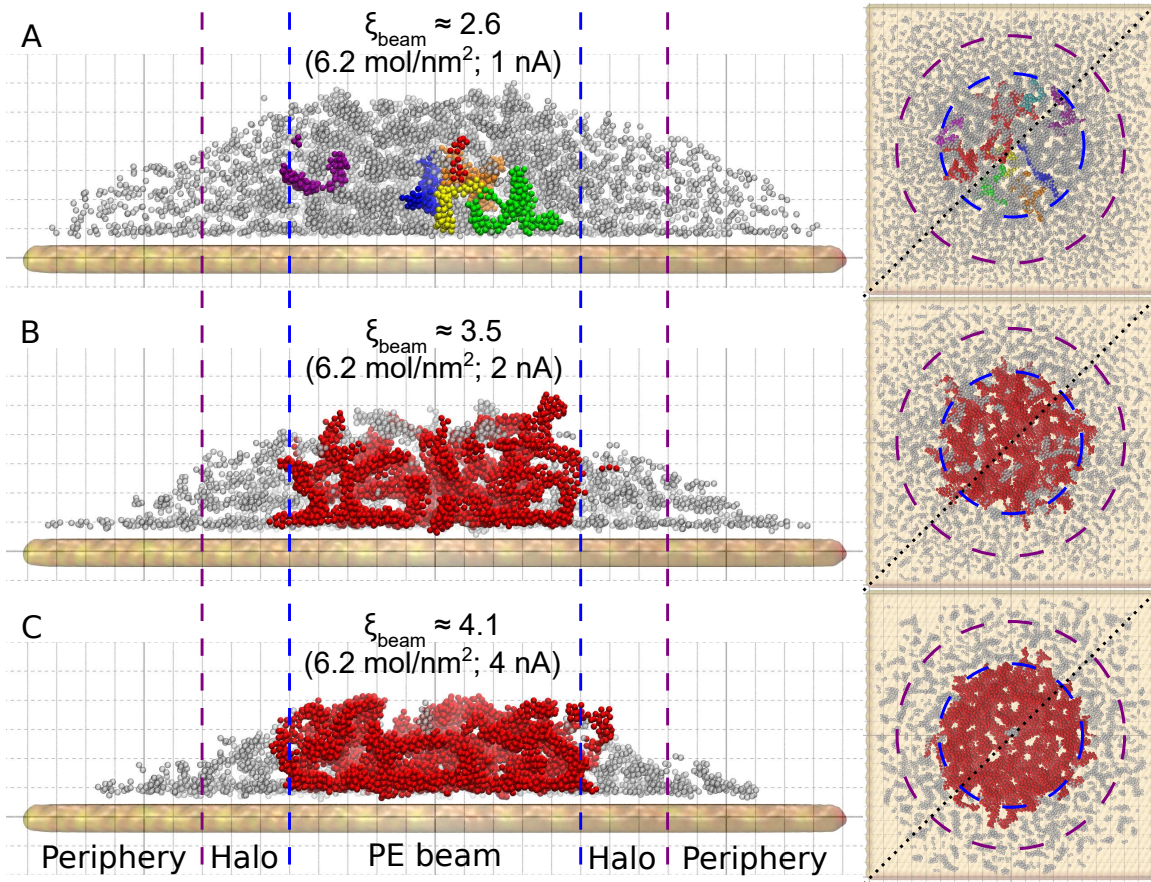 A
ξbeam ≈ 2.6
(6.2 mol/nm²; 1 nA)
B
ξbeam ≈ 3.5
(6.2 mol/nm²; 2 nA)
C
ξbeam ≈ 4.1
(6.2 mol/nm²; 4 nA)
Periphery Halo PE beam Halo Periphery